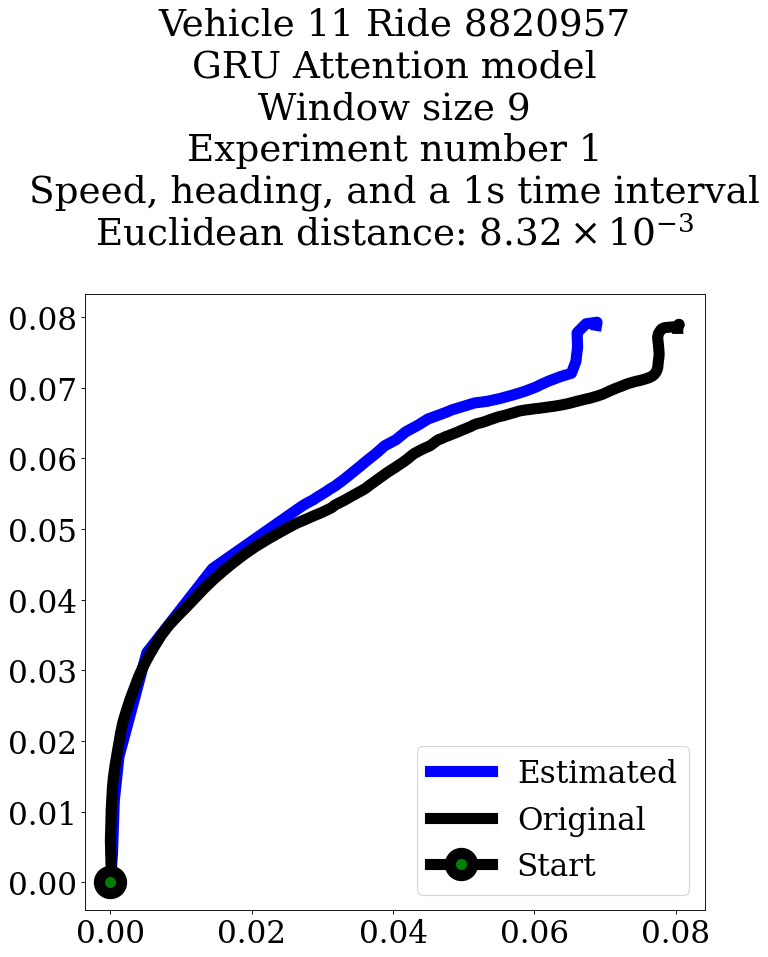 Vehicle 11 Ride 8820957
GRU Attention model
Window size 9
Experiment number 1
Speed, heading, and a 1s time interval
Euclidean distance: 8.32 × 10⁻³
0.08
0.07
0.06
0.05
0.04
0.03
0.02
0.01
0.00
Estimated
Original
Start
0.00 0.02 0.04 0.06 0.08